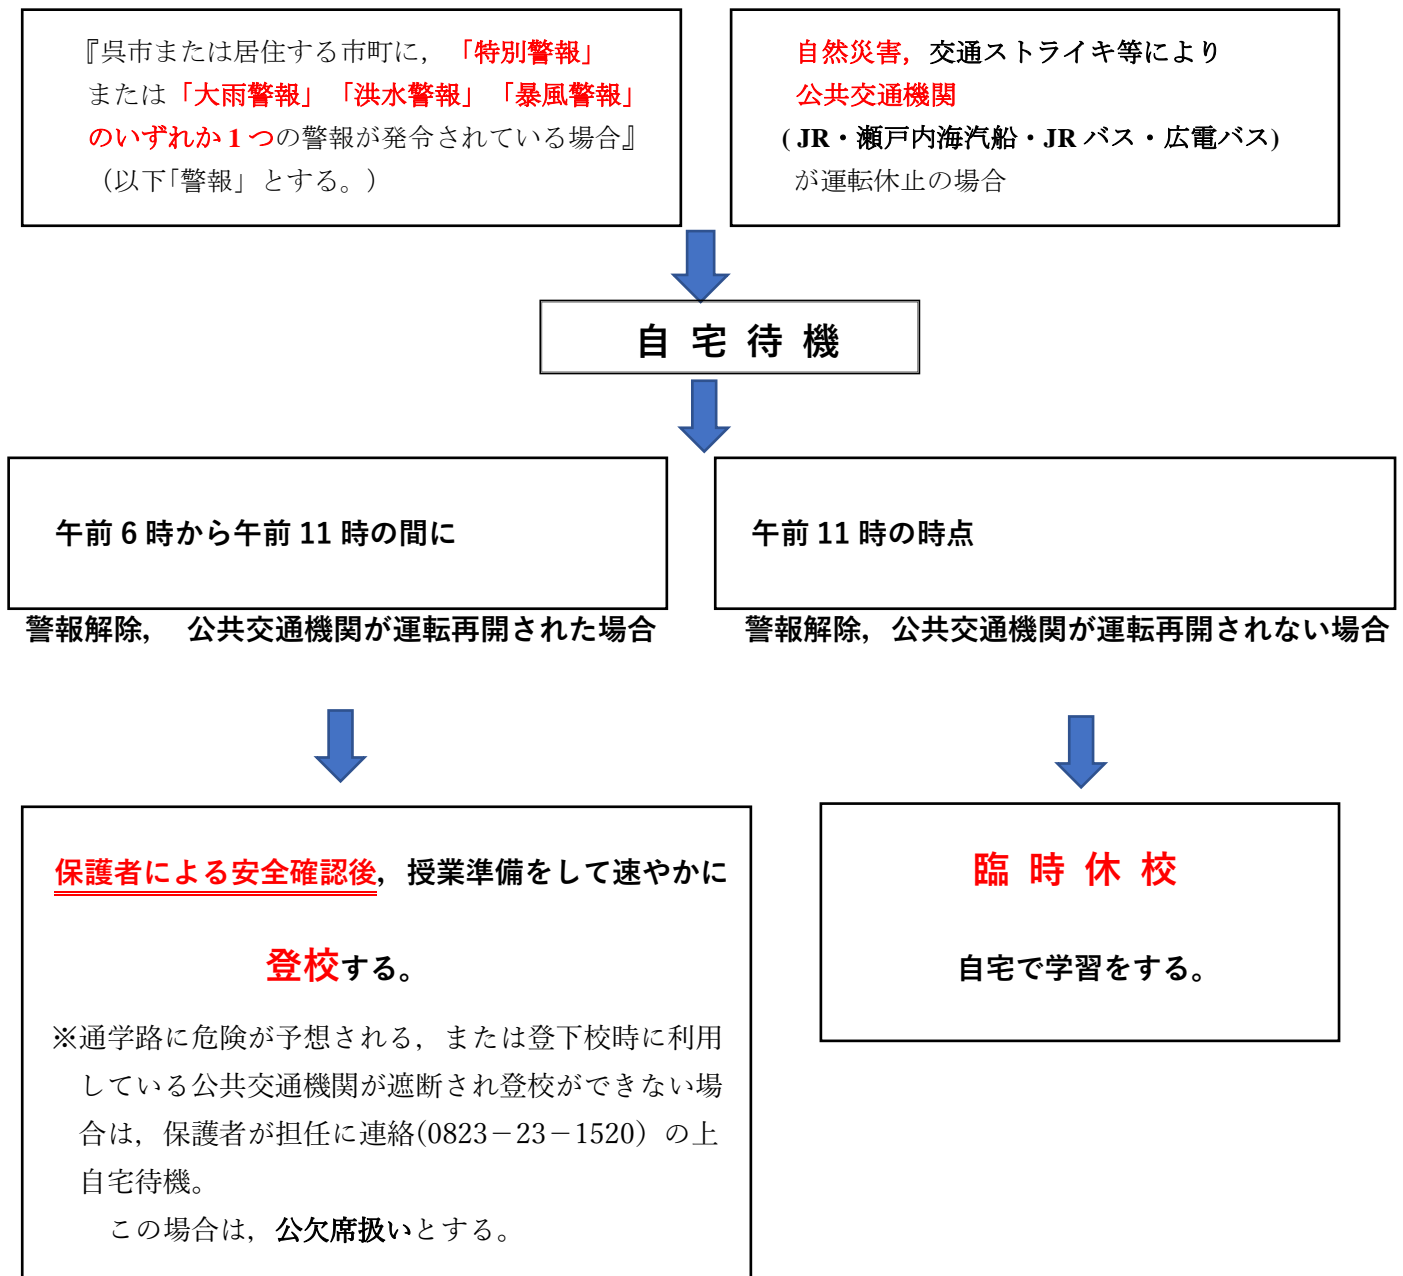 『呉市または居住する市町に，「特別警報」
または「大雨警報」「洪水警報」「暴風警報」
のいずれか 1 つの警報が発令されている場合』
（以下「警報」とする。）
自然災害，交通ストライキ等により
公共交通機関
( JR・瀬戸内海汽船・JR バス・広電バス)
が運転休止の場合
自 宅 待 機
午前 6 時から午前 11 時の間に
警報解除，　公共交通機関が運転再開された場合
午前 11 時の時点
警報解除，公共交通機関が運転再開されない場合
保護者による安全確認後，授業準備をして速やかに
登校する。
※通学路に危険が予想される，または登下校時に利用
している公共交通機関が遮断され登校ができない場
合は，保護者が担任に連絡(0823－23－1520）の上
自宅待機。
この場合は，公欠席扱いとする。
臨 時 休 校
自宅で学習をする。